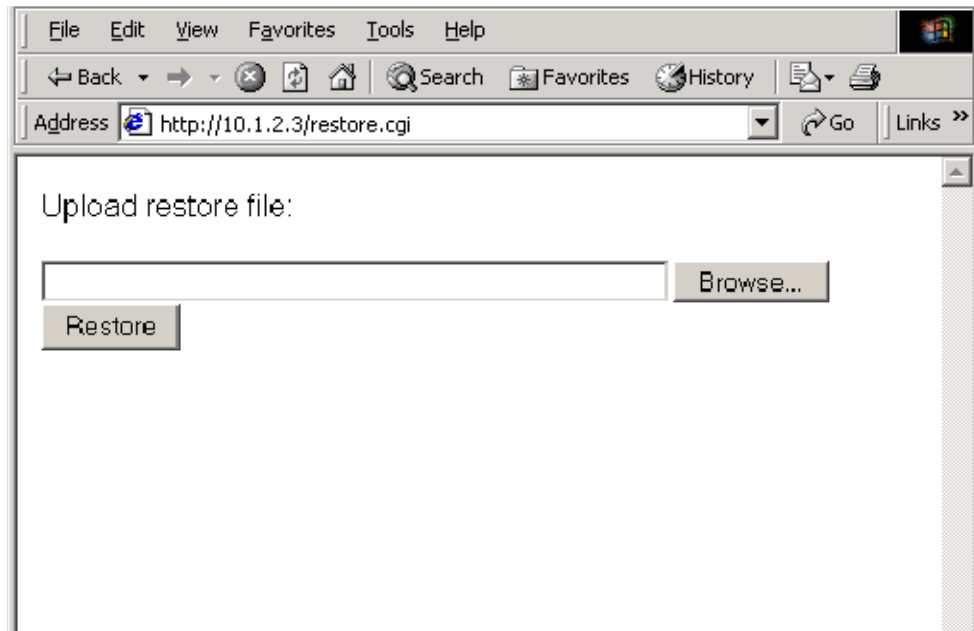 File Edit View Favorites Tools Help
Back Search Favorites History
Address http://10.1.2.3/restore.cgi Go Links »
Upload restore file:
Browse...
Restore